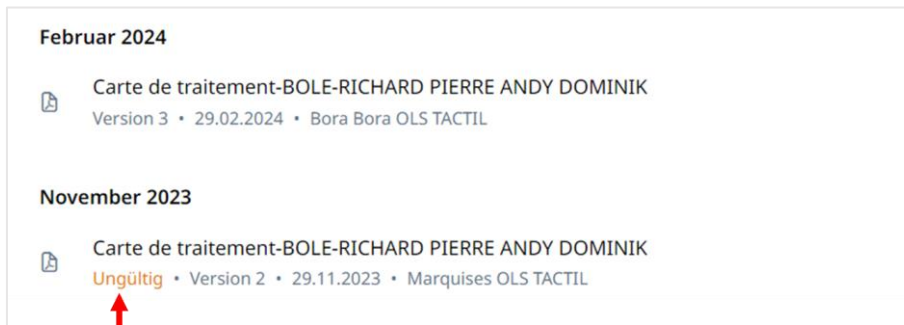 Februar 2024
Carte de traitement-BOLE-RICHARD PIERRE ANDY DOMINIK
Version 3 • 29.02.2024 • Bora Bora OLS TACTIL
November 2023
Carte de traitement-BOLE-RICHARD PIERRE ANDY DOMINIK
Ungültig • Version 2 • 29.11.2023 • Marquises OLS TACTIL